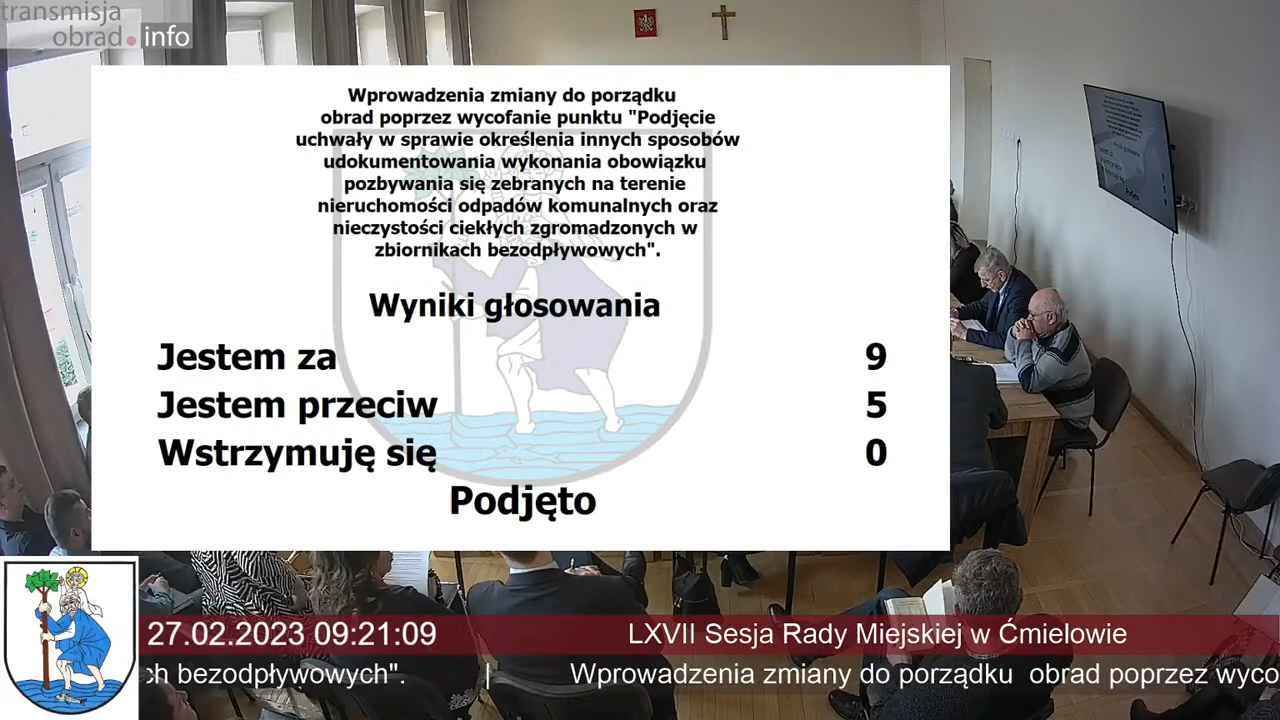 transmisja
obrad.info
Wprowadzenia zmiany do porządku
obrad poprzez wycofanie punktu "Podjęcie
uchwały w sprawie określenia innych sposobów
udokumentowania wykonania obowiązku
pozbywania się zebranych na terenie
nieruchomości odpadów komunalnych oraz
nieczystości ciekłych zgromadzonych w
zbiornikach bezodpływowych".
Wyniki głosowania
Jestem za 9
Jestem przeciw 5
Wstrzymuję się 0
Podjęto
27.02.2023 09:21:09 LXVII Sesja Rady Miejskiej w Ćmielowie
ch bezodpływowych". | Wprowadzenia zmiany do porządku obrad poprzez wyco